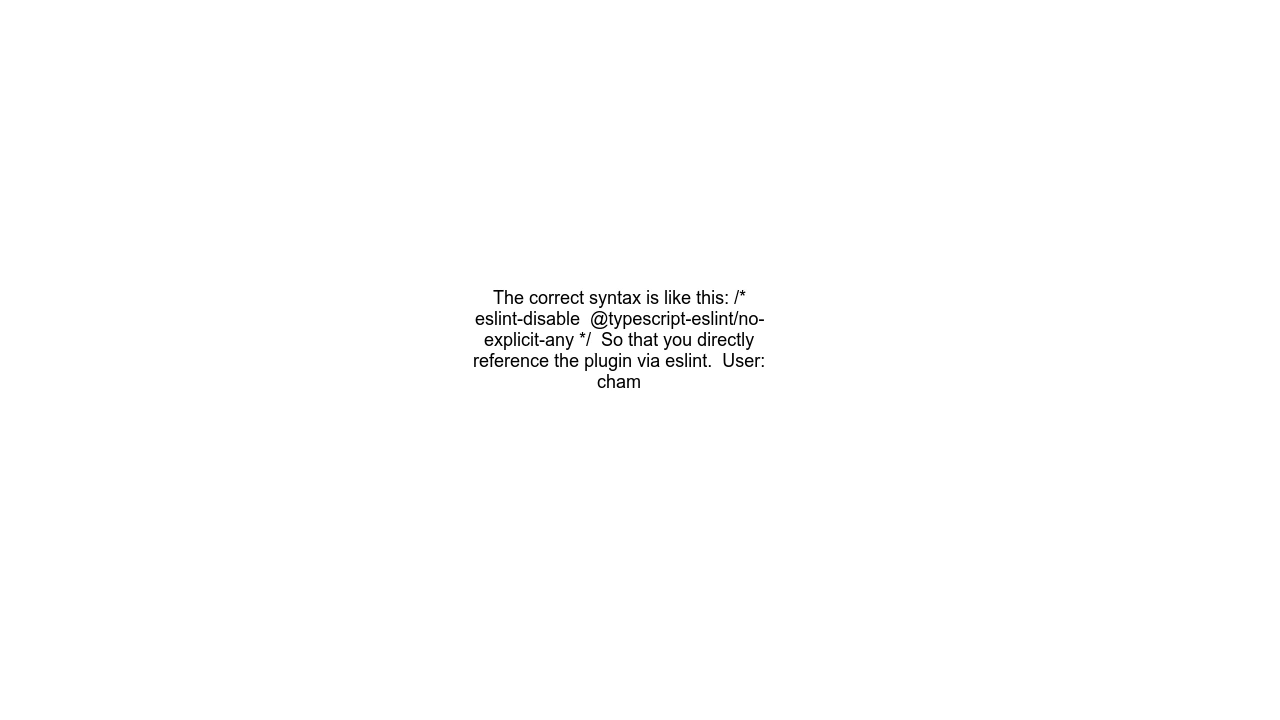 The correct syntax is like this: /*
eslint-disable  @typescript-eslint/no-
explicit-any */  So that you directly
reference the plugin via eslint.  User:
cham